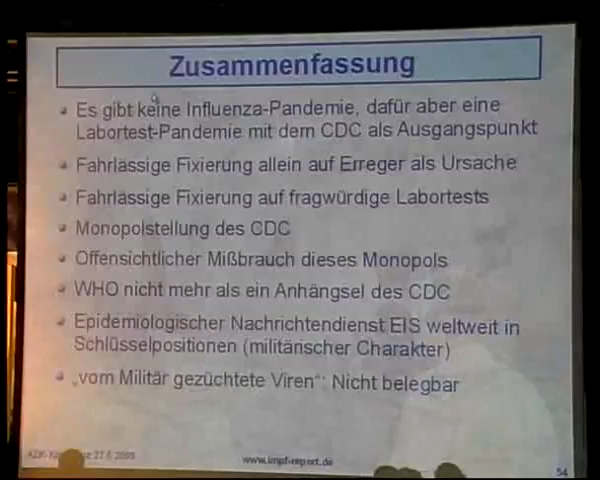 Zusammenfassung
Es gibt keine Influenza-Pandemie, dafür aber eine
Labortest-Pandemie mit dem CDC als Ausgangspunkt
Fahrlässige Fixierung allein auf Erreger als Ursache
Fahrlässige Fixierung auf fragwürdige Labortests
Monopolstellung des CDC
Offensichtlicher Mißbrauch dieses Monopols
WHO nicht mehr als ein Anhängsel des CDC
Epidemiologischer Nachrichtendienst EIS weltweit in
Schlüsselpositionen (militärischer Charakter)
„vom Militär gezüchtete Viren“: Nicht belegbar
www.impf-report.de
54